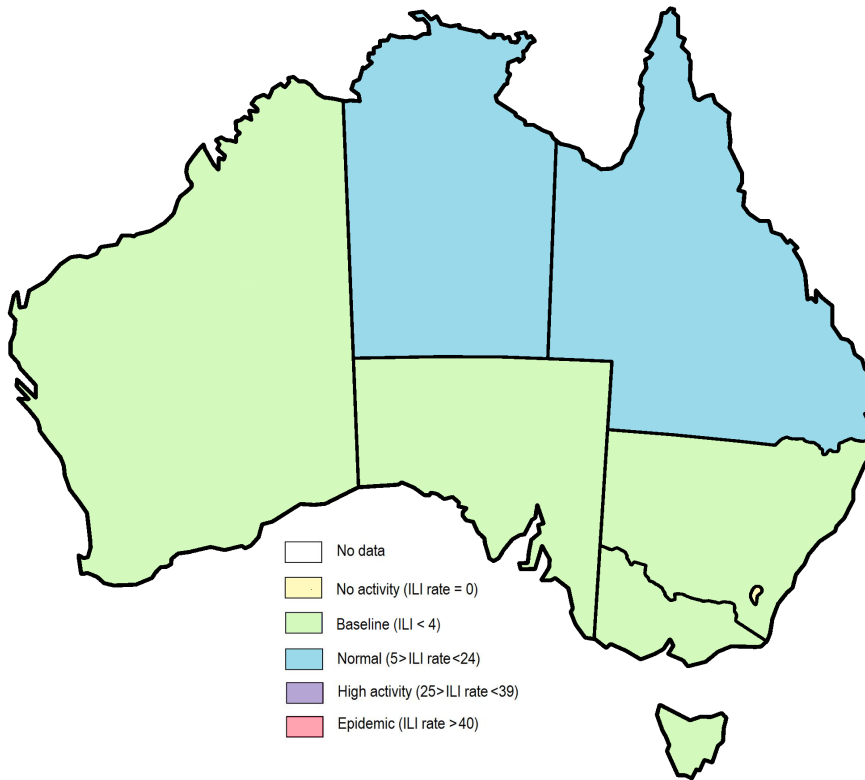 No data
No activity (ILI rate = 0)
Baseline (ILI < 4)
Normal (5>ILI rate<24)
High activity (25>ILI rate<39)
Epidemic (ILI rate >40)